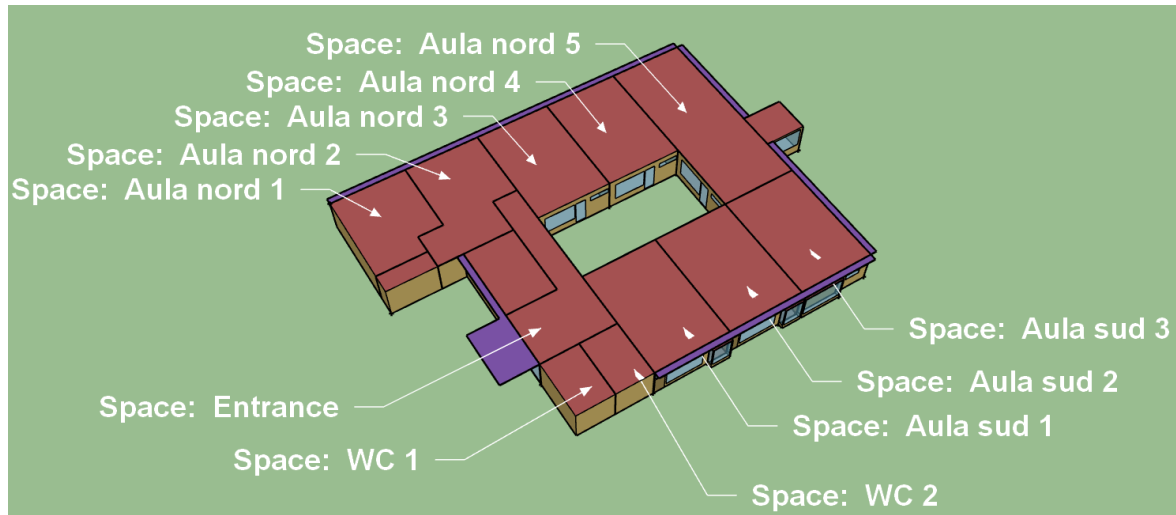 Space: Aula nord 5
Space: Aula nord 4
Space: Aula nord 3
Space: Aula nord 2
Space: Aula nord 1
Space: Aula sud 3
Space: Aula sud 2
Space: Entrance
Space: Aula sud 1
Space: WC 1
Space: WC 2